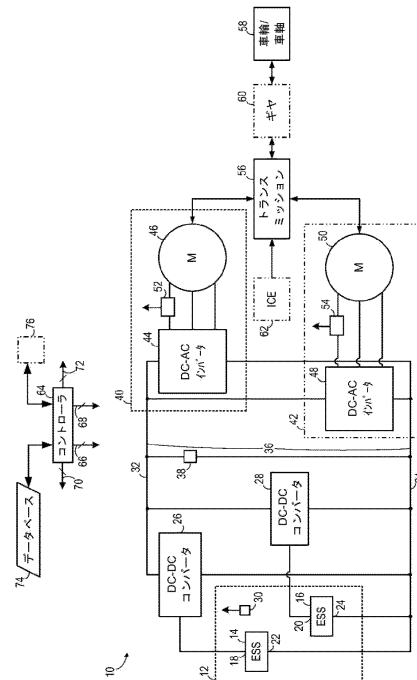 58
車輪/
車軸
60
ギヤ
56
トランス
ミッション
62
ICE
40
46
M
52
44
DC-AC
インバータ
50
M
54
48
DC-AC
インバータ
42
76
64
コントローラ
72
68
66
70
データベース
74
36
38
32
28
DC-DC
コンバータ
26
DC-DC
コンバータ
30
16
20
ESS
24
14
18
ESS
22
12
10